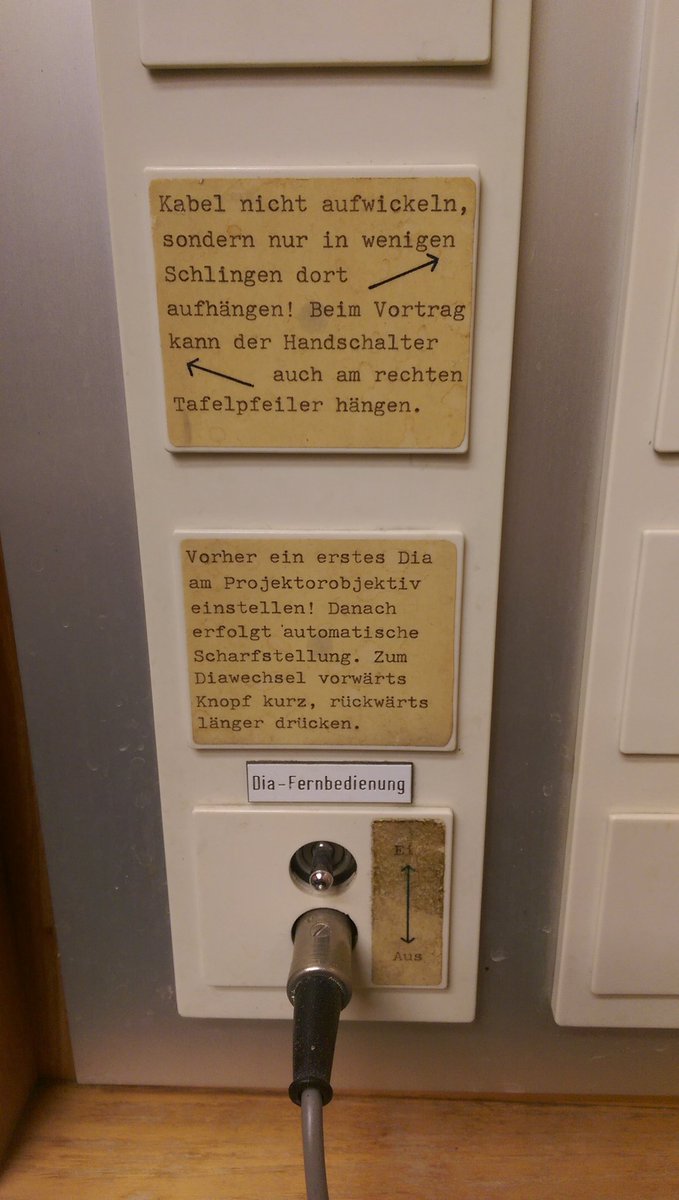 Kabel nicht aufwickeln,
sondern nur in wenigen
Schlingen dort
aufhängen! Beim Vortrag
kann der Handschalter
auch am rechten
Tafelpfeiler hängen.
Vorher ein erstes Dia
am Projektorobjektiv
einstellen! Danach
erfolgt automatische
Scharfstellung. Zum
Diawechsel vorwärts
Knopf kurz, rückwärts
länger drücken.
Dia-Fernbedienung
Aus